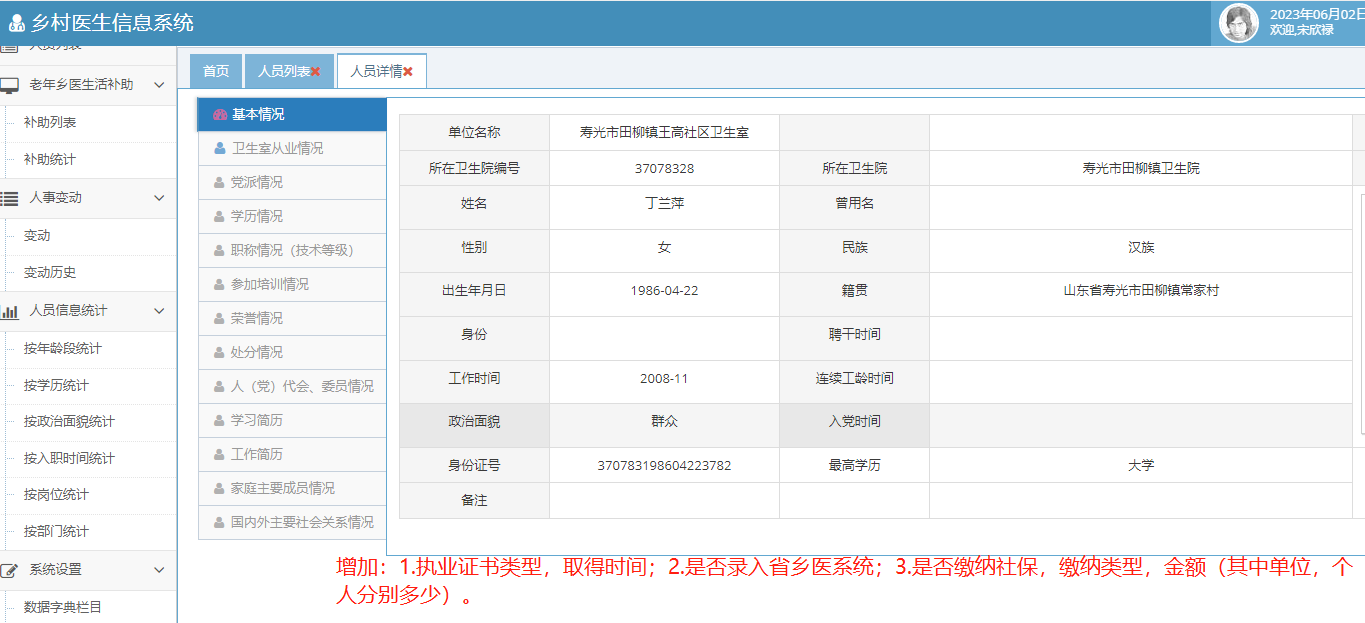 乡村医生信息系统
2023年06月02日
欢迎,宋欣禄
人员列表
老年乡医生活补助
补助列表
补助统计
人事变动
变动
变动历史
人员信息统计
按年龄段统计
按学历统计
按政治面貌统计
按入职时间统计
按岗位统计
按部门统计
系统设置
数据字典栏目
首页 人员列表 人员详情
基本情况
卫生室从业情况
党派情况
学历情况
职称情况（技术等级）
参加培训情况
荣誉情况
处分情况
人（党）代会、委员情况
学习简历
工作简历
家庭主要成员情况
国内外主要社会关系情况
单位名称 寿光市田柳镇王高社区卫生室
所在卫生院编号 37078328 所在卫生院 寿光市田柳镇卫生院
姓名 丁兰萍 曾用名
性别 女 民族 汉族
出生年月日 1986-04-22 籍贯 山东省寿光市田柳镇常家村
身份 聘干时间
工作时间 2008-11 连续工龄时间
政治面貌 群众 入党时间
身份证号 370783198604223782 最高学历 大学
备注
增加：1.执业证书类型，取得时间；2.是否录入省乡医系统；3.是否缴纳社保，缴纳类型，金额（其中单位，个
人分别多少）。